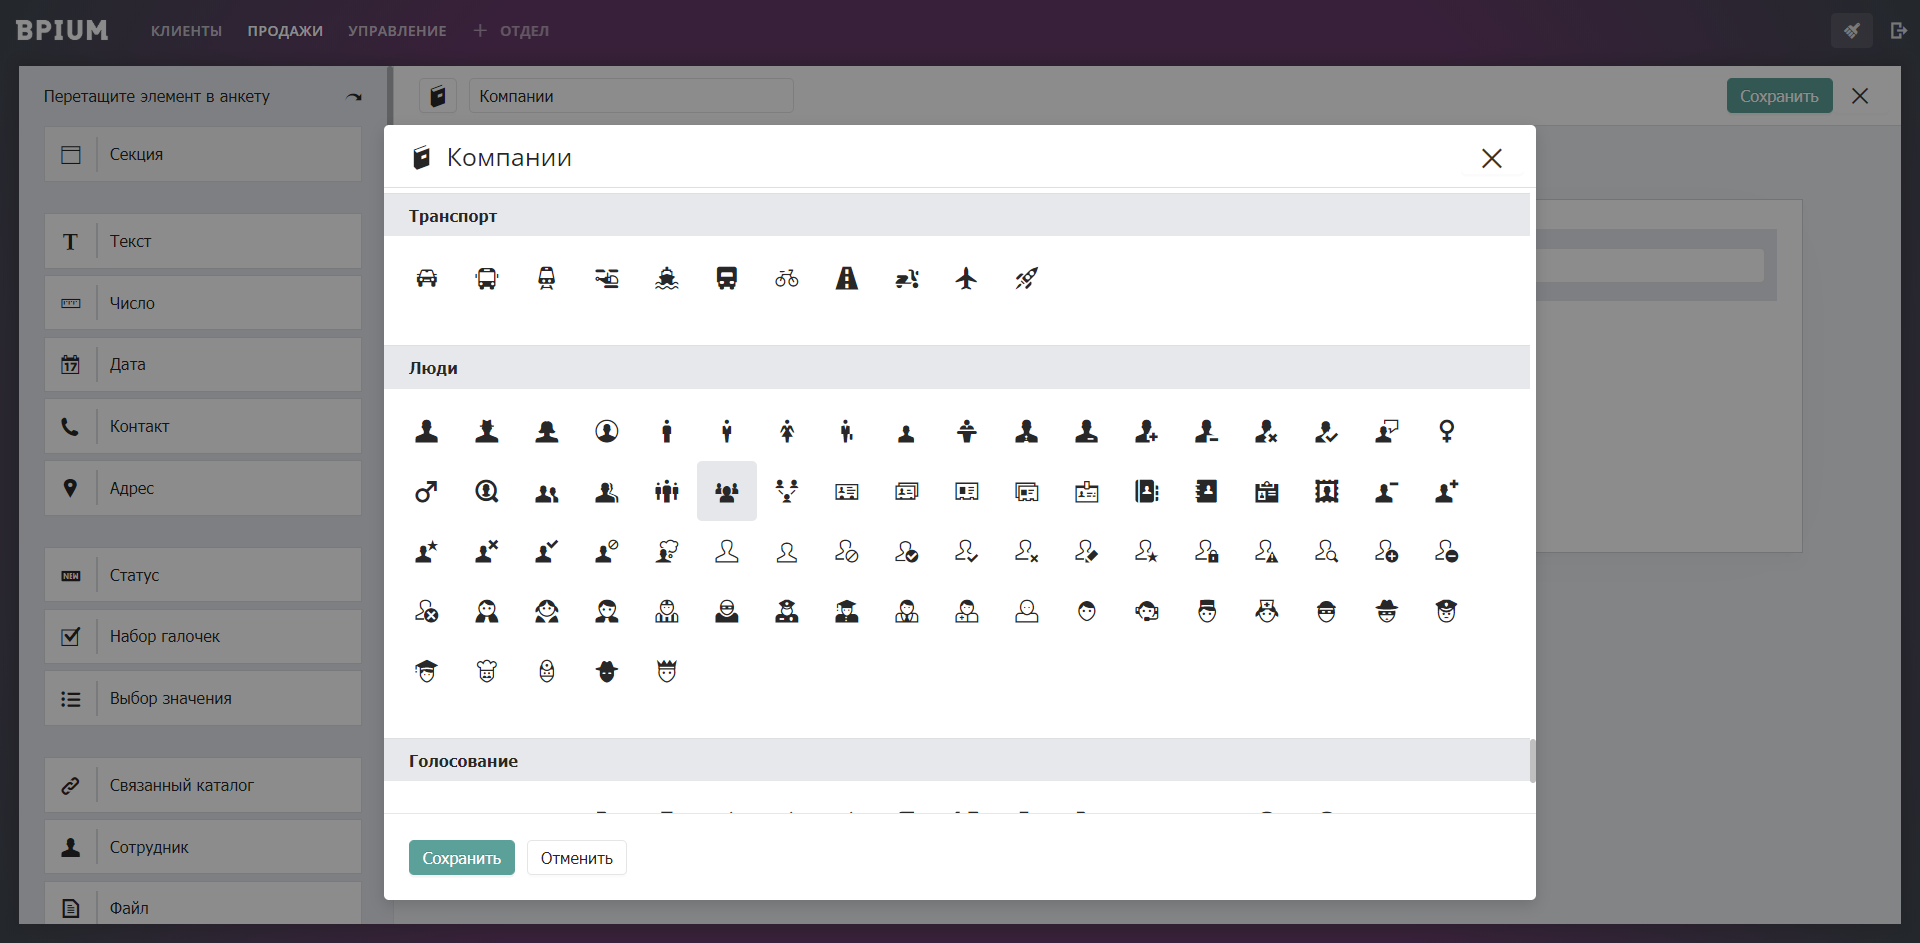 BPIUM
КЛИЕНТЫ
ПРОДАЖИ
УПРАВЛЕНИЕ
ОТДЕЛ
Перетащите элемент в анкету
Компании
Сохранить
Секция
T Текст
Число
17 Дата
Контакт
Адрес
NEW Статус
Набор галочек
Выбор значения
Связанный каталог
Сотрудник
Файл
Компании
Транспорт
Люди
Голосование
Сохранить
Отменить